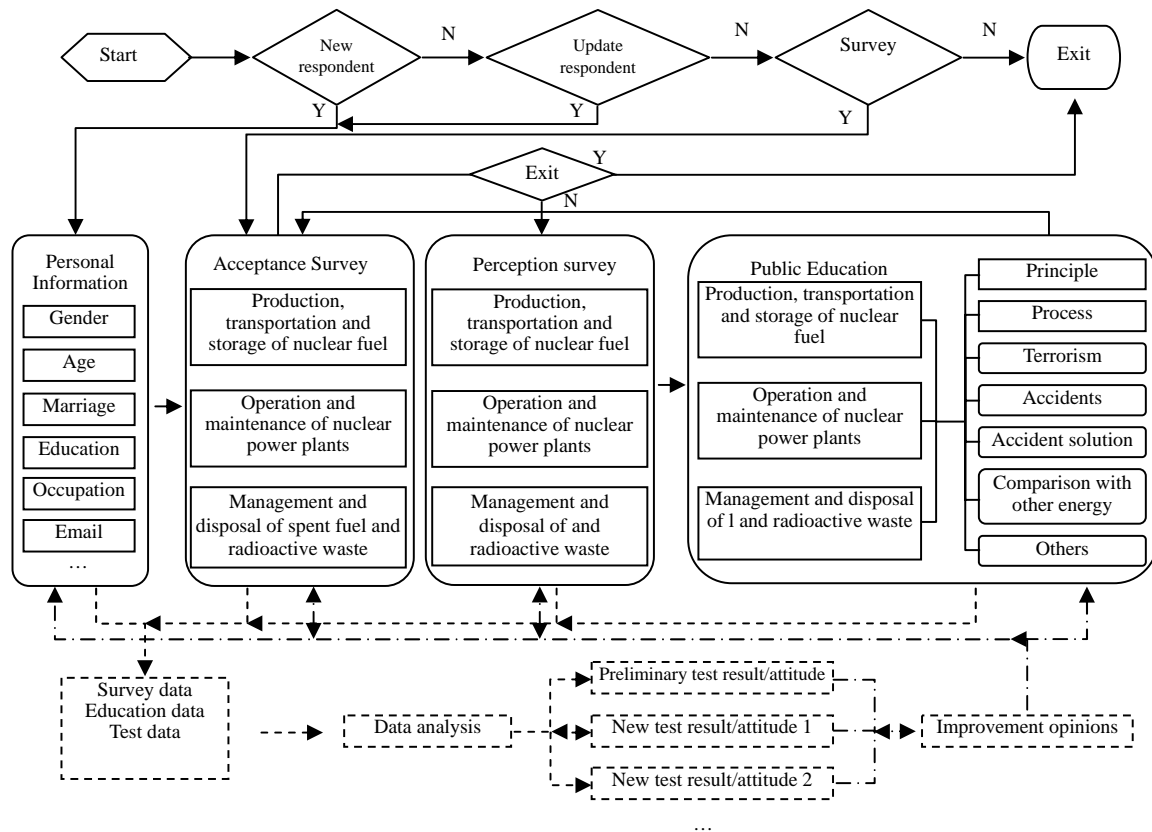 Start
New
respondent
N
Update
respondent
N
Survey
N
Exit
Y
Y
Y
Exit
Y
N
Personal
Information
Gender
Age
Marriage
Education
Occupation
Email
…
Acceptance Survey
Production,
transportation and
storage of nuclear fuel
Operation and
maintenance of nuclear
power plants
Management and
disposal of spent fuel and
radioactive waste
Perception survey
Production,
transportation and
storage of nuclear fuel
Operation and
maintenance of nuclear
power plants
Management and
disposal of and
radioactive waste
Public Education
Production, transportation
and storage of nuclear
fuel
Operation and
maintenance of nuclear
power plants
Management and disposal
of l and radioactive waste
Principle
Process
Terrorism
Accidents
Accident solution
Comparison with
other energy
Others
Survey data
Education data
Test data
Data analysis
Preliminary test result/attitude
New test result/attitude 1
New test result/attitude 2
…
Improvement opinions